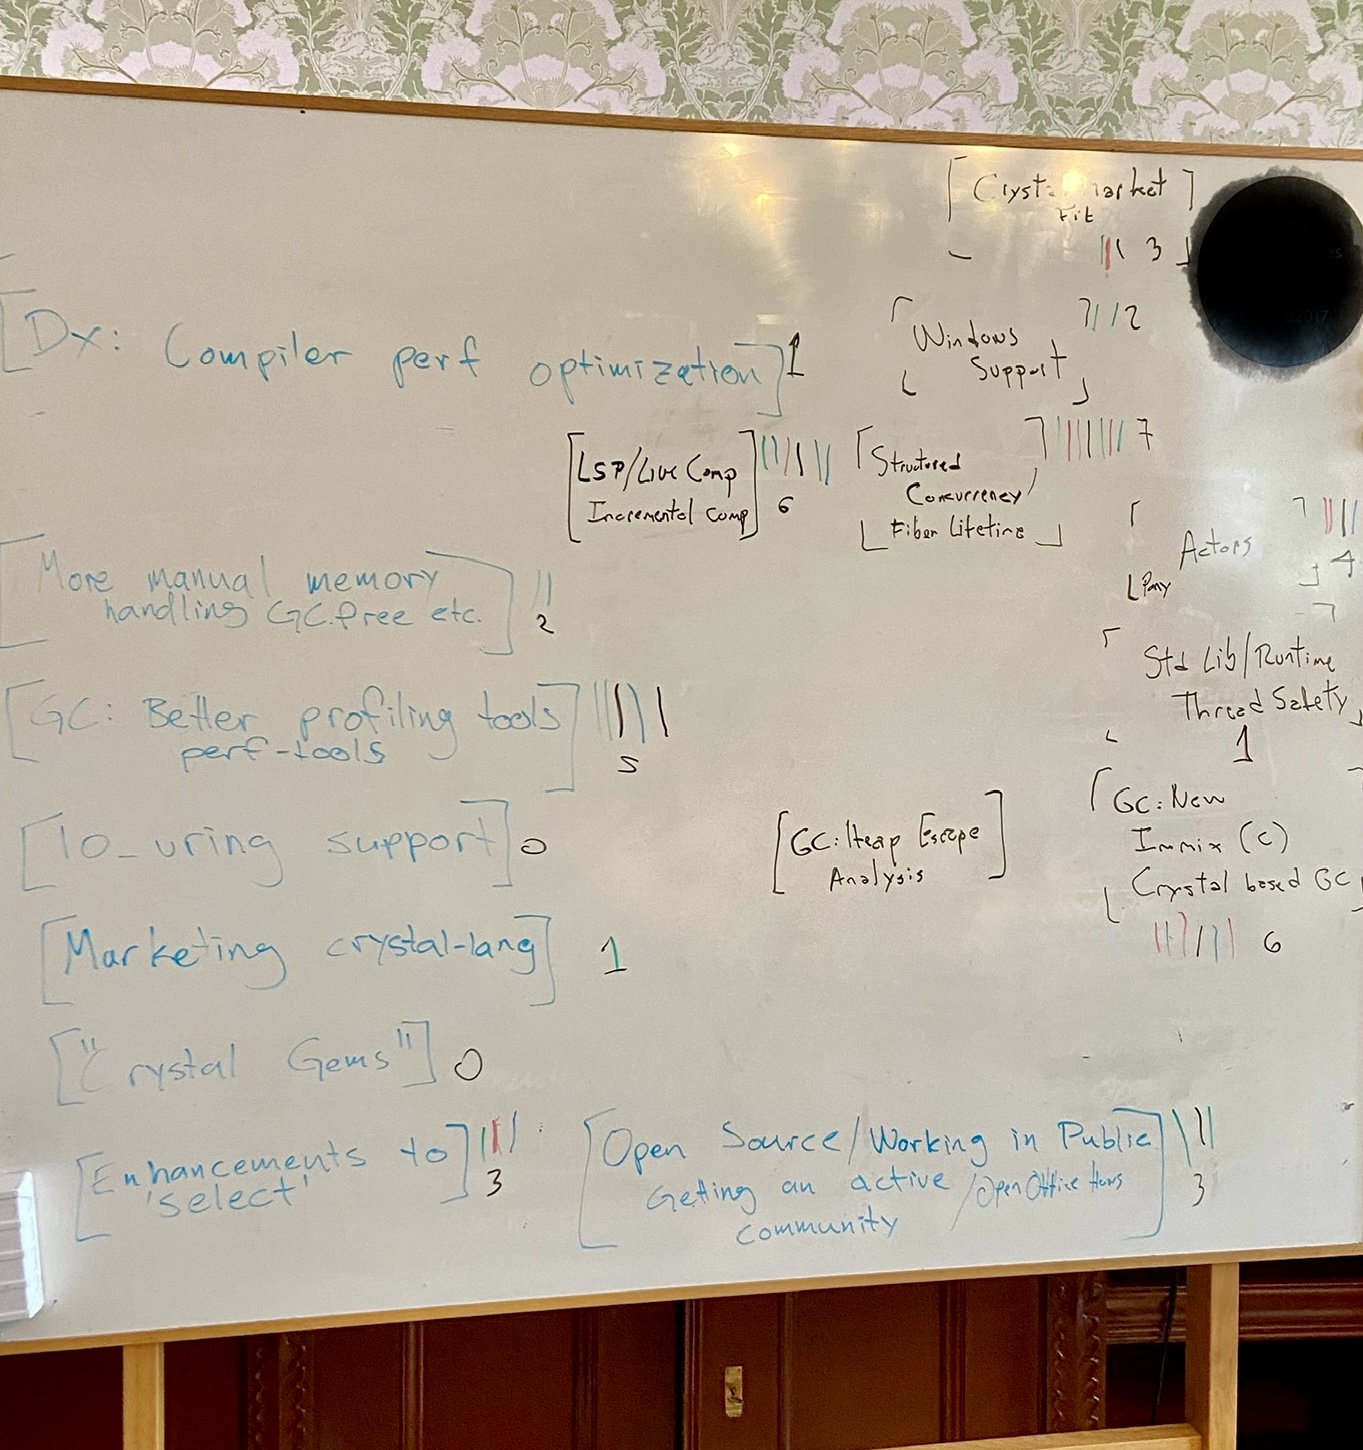 [Dx: Compiler perf optimization] 1
[More manual memory
handling GC.free etc.]
2
[GC: Better profiling tools
perf-tools]
5
[IO_uring support] 0
[Marketing crystal-lang] 1
["Crystal Gems"] 0
[Enhancements to
'select']
3
[LSP/Live Comp
Incremental Comp]
6
[GC: Heap Escape
Analysis]
[Open Source/Working in Public
Geting an active /Open Office Hours
community]
3
Fit
3
[Windows
Support]
2
[Structured
Concurrency/
Fiber Lifetime]
7
[Actors
Pony]
4
[Std Lib/Runtime
Thread Safety]
1
[GC: New
Immix (C)
Crystal based GC]
6